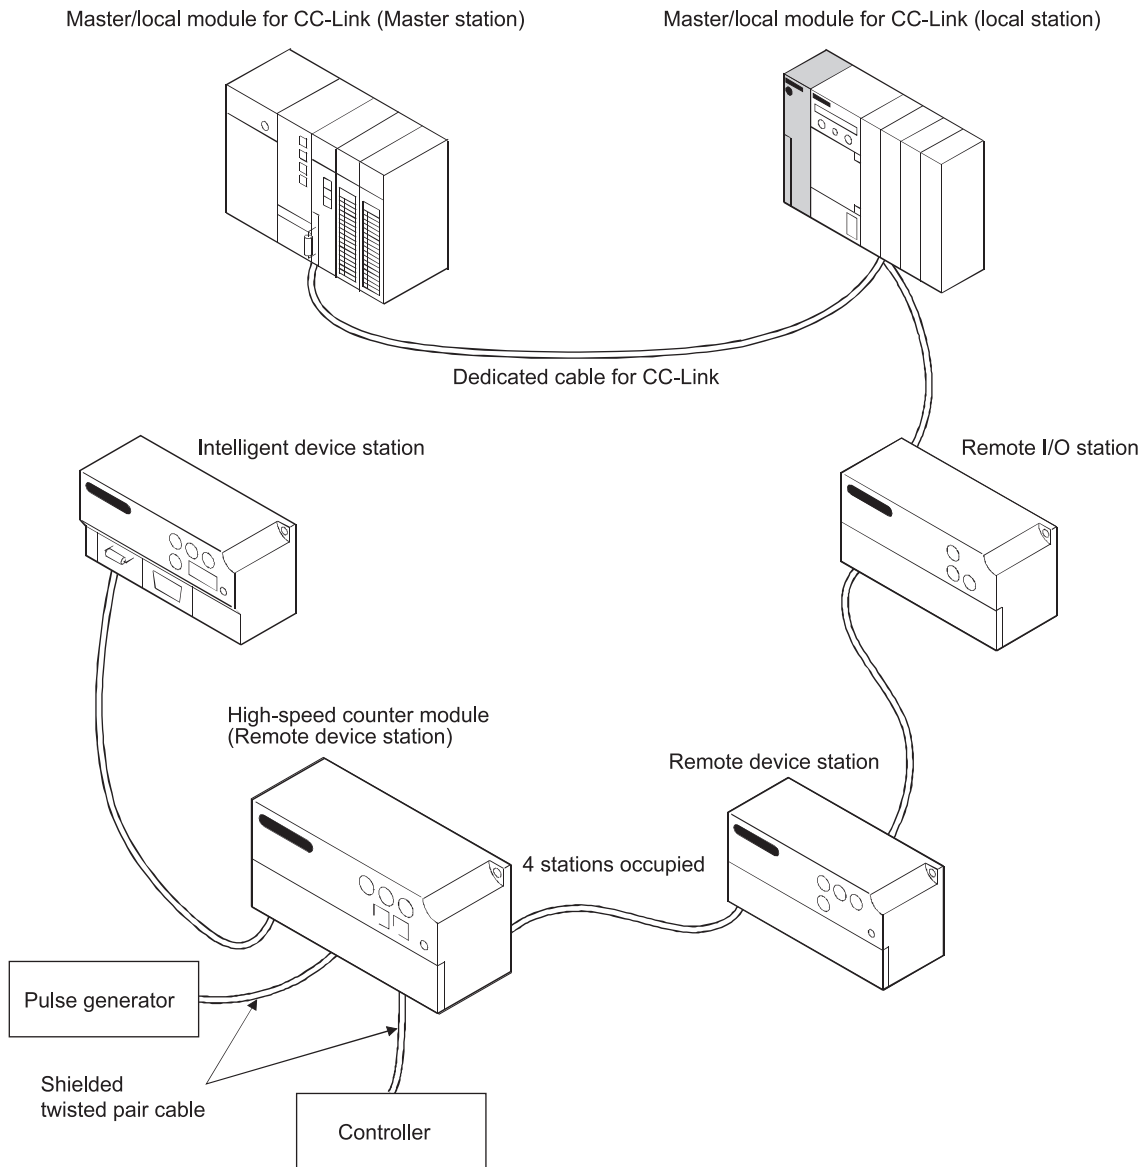 Master/local module for CC-Link (Master station)
Master/local module for CC-Link (local station)
Dedicated cable for CC-Link
Intelligent device station
Remote I/O station
High-speed counter module
(Remote device station)
Remote device station
4 stations occupied
Pulse generator
Shielded
twisted pair cable
Controller